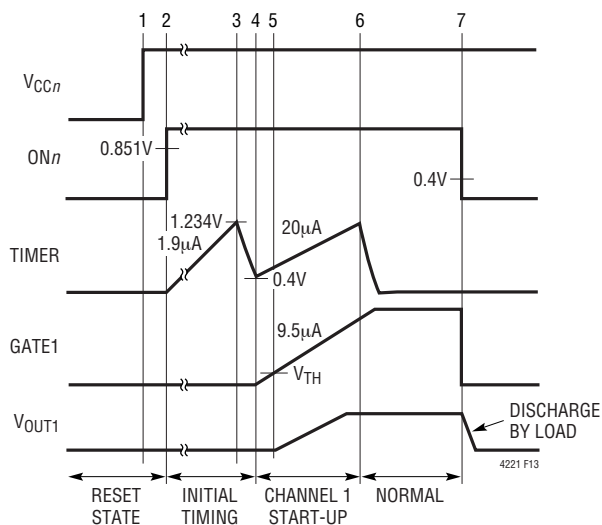 1 2 3 4 5 6 7
VCCn
ONn
0.851V
0.4V
TIMER
1.234V
1.9µA
20µA
0.4V
GATE1
9.5µA
VTH
VOUT1
DISCHARGE
BY LOAD
4221 F13
RESET
STATE
INITIAL
TIMING
CHANNEL 1
START-UP
NORMAL